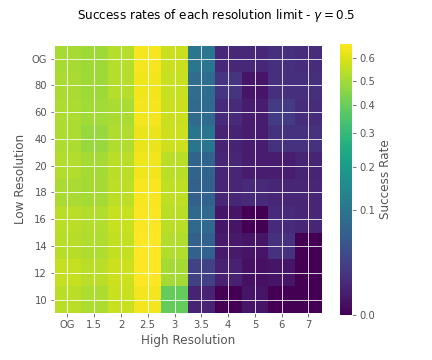 Success rates of each resolution limit - γ = 0.5
OG
80
60
40
20
18
16
14
12
10
Low Resolution
OG 1.5 2 2.5 3 3.5 4 5 6 7
High Resolution
0.6
0.5
0.4
0.3
0.2
0.1
0.0
Success Rate